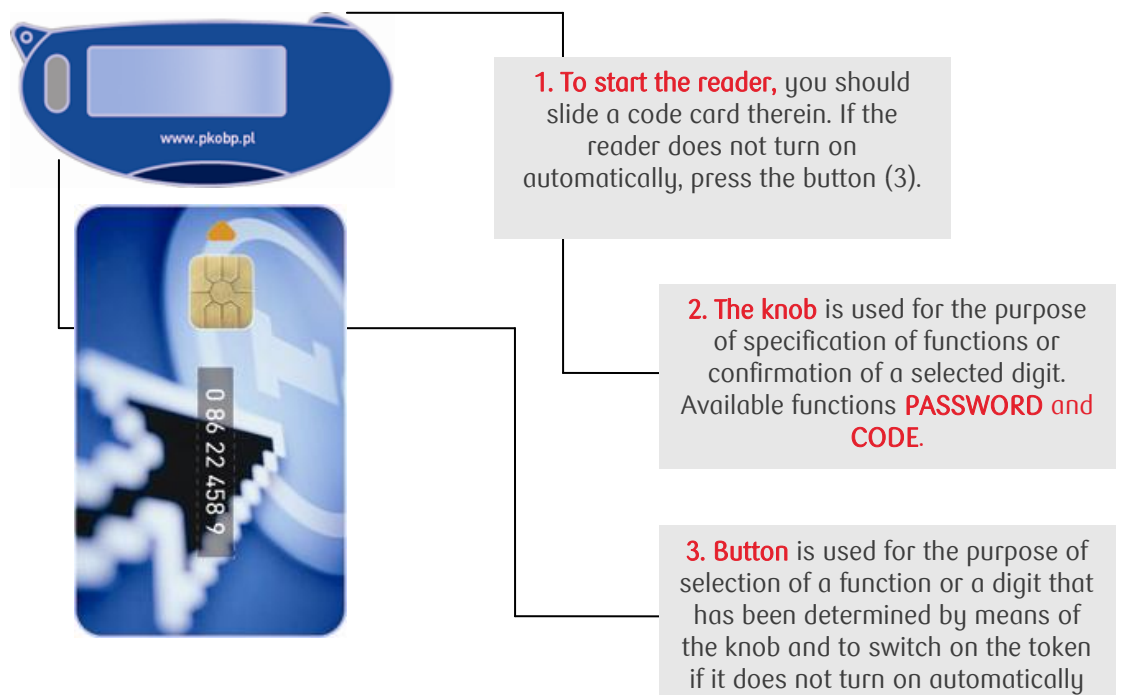 www.pkobp.pl
0 86 22 458 9
1. To start the reader, you should
slide a code card therein. If the
reader does not turn on
automatically, press the button (3).
2. The knob is used for the purpose
of specification of functions or
confirmation of a selected digit.
Available functions PASSWORD and
CODE.
3. Button is used for the purpose of
selection of a function or a digit that
has been determined by means of
the knob and to switch on the token
if it does not turn on automatically